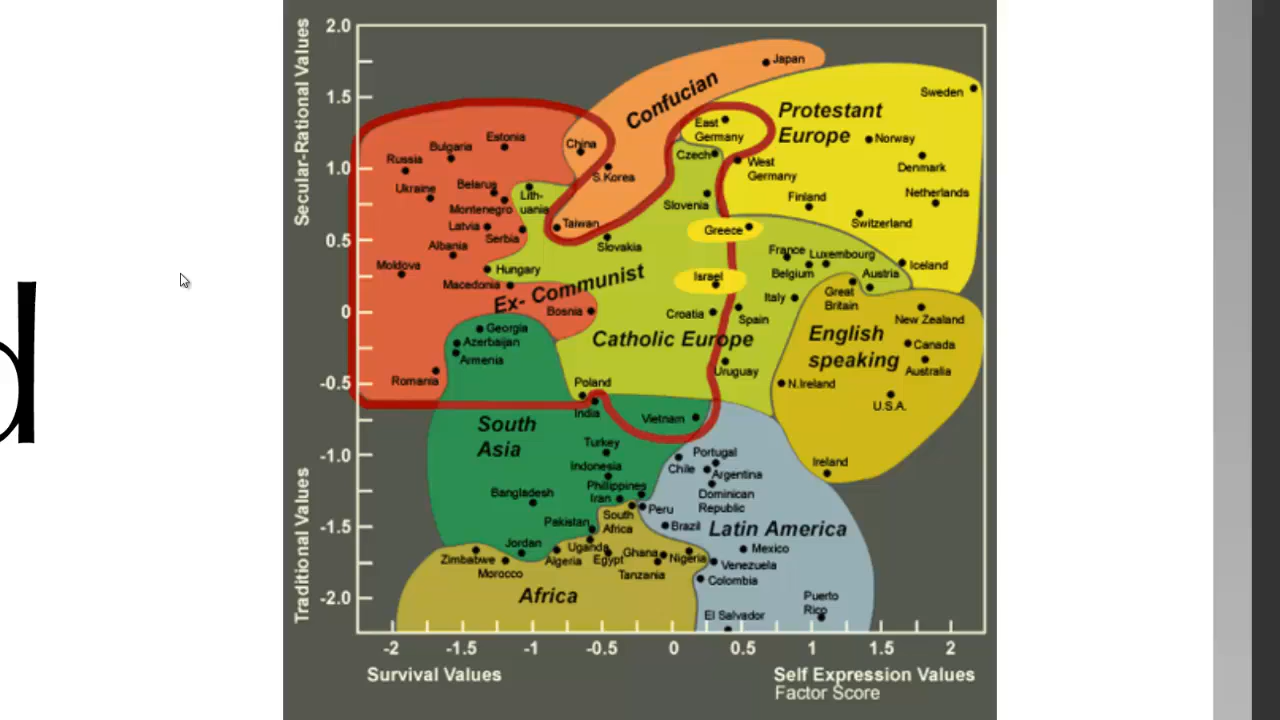 d
Secular-Rational Values
Traditional Values
2.0
1.5
1.0
0.5
0
-0.5
-1.0
-1.5
-2.0
Japan
Confucian
Sweden
Protestant
Europe
East
Germany
Norway
Estonia
China
Bulgaria
Czech
Russia
West
Germany
Denmark
S.Korea
Ukraine
Belarus
Lith-
uania
Finland
Netherlands
Montenegro
Slovenia
Switzerland
Latvia
Serbia
Taiwan
Greece
Albania
Slovakia
France
Luxembourg
Moldova
Hungary
Belgium
Austria
Iceland
Macedonia
Ex- Communist
Israel
Italy
Great
Britain
Bosnia
Croatia
Spain
New Zealand
Georgia
Azerbaijan
Armenia
Catholic Europe
English
speaking
Canada
Australia
Romania
Poland
Uruguay
N.Ireland
U.S.A.
India
Vietnam
South
Asia
Turkey
Portugal
Ireland
Indonesia
Chile
Argentina
Bangladesh
Phillippines
Iran
Dominican
Republic
South
Africa
Peru
Pakistan
Brazil
Latin America
Jordan
Uganda
Zimbabwe
Algeria
Egypt
Ghana
Nigeria
Mexico
Morocco
Tanzania
Venezuela
Colombia
Africa
El Salvador
Puerto
Rico
-2
-1.5
-1
-0.5
0
0.5
1
1.5
2
Survival Values
Self Expression Values
Factor Score